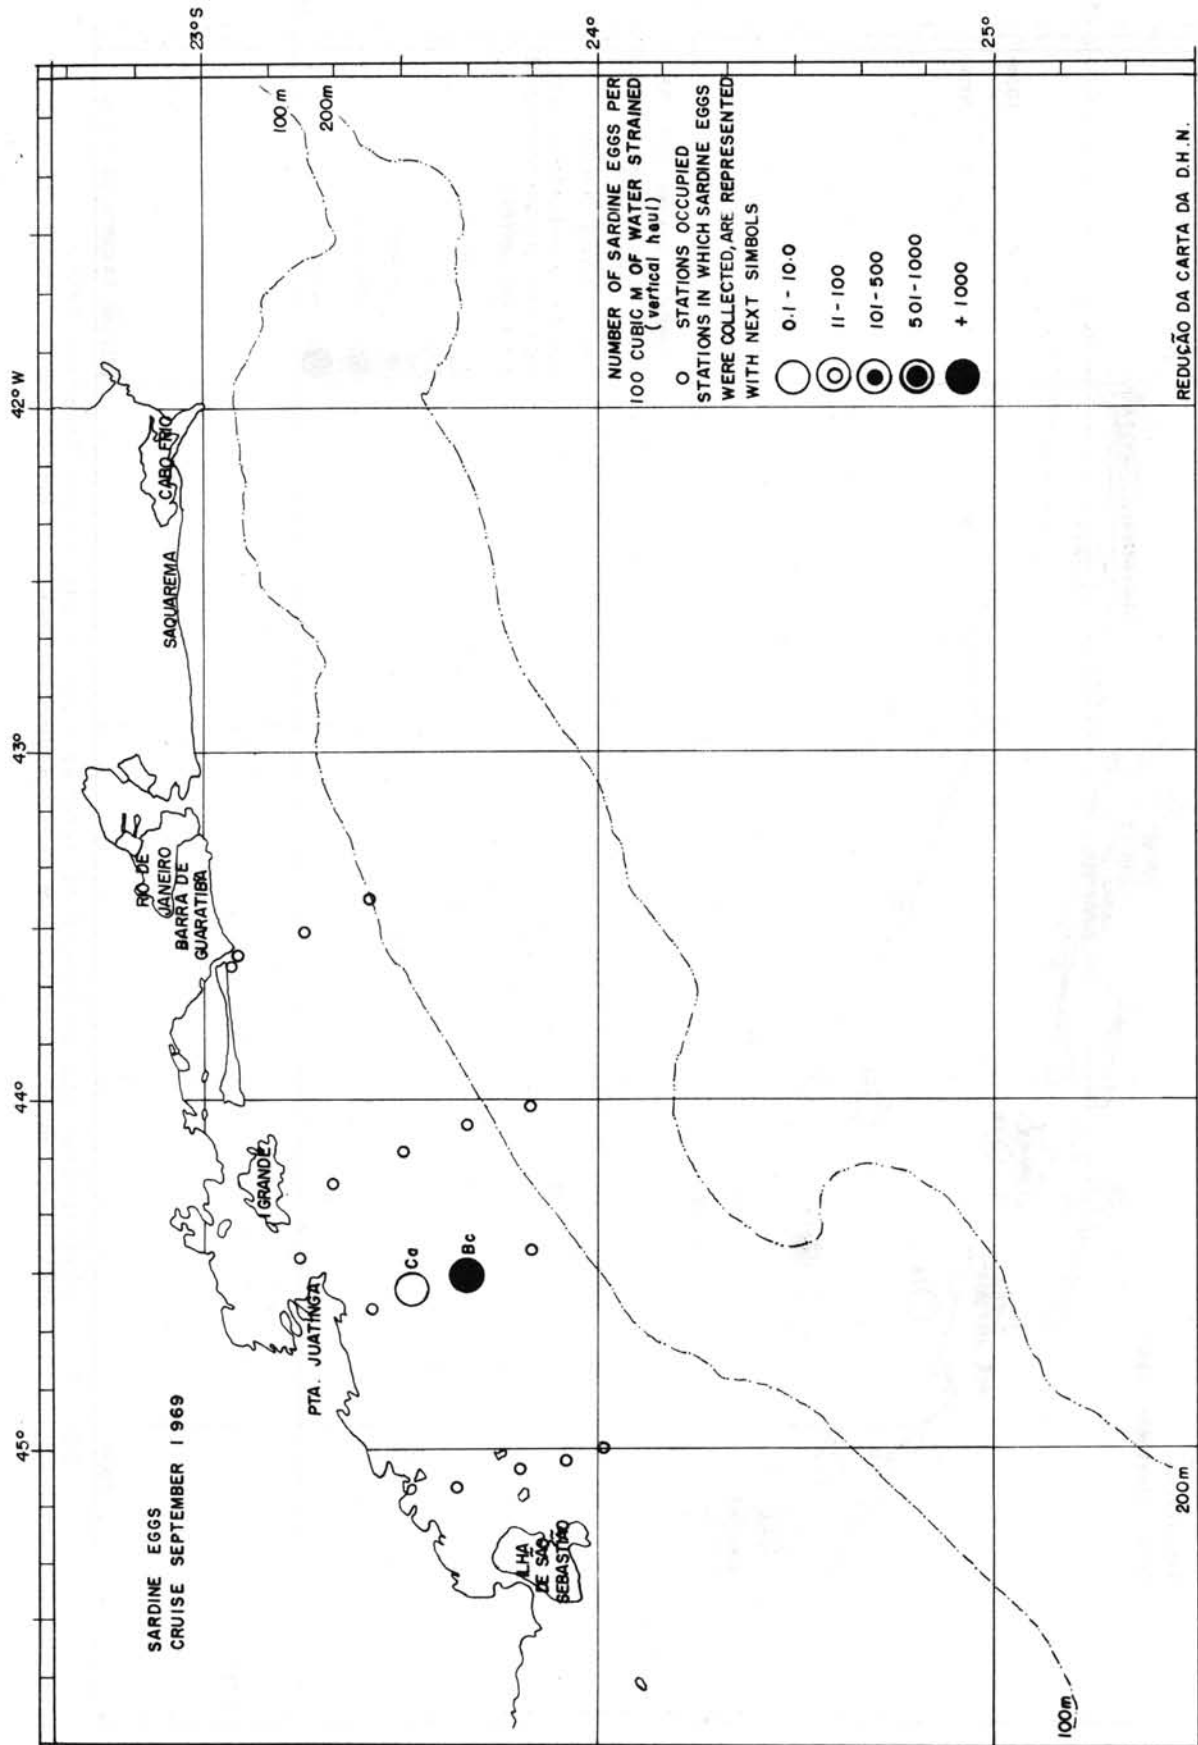 SARDINE EGGS
CRUISE SEPTEMBER 1969
45°
44°
43°
42°W
23°S
24°
25°
RIO DE
JANEIRO
BARRA DE
GUARATIBA
SAQUAREMA
CABO FRIO
I GRANDE
PTA. JUATINGA
ILHA
DE SÃO
SEBASTIÃO
Ca
Bc
100m
200m
100m
200m
NUMBER OF SARDINE EGGS PER
100 CUBIC M OF WATER STRAINED
(vertical haul)
STATIONS OCCUPIED
STATIONS IN WHICH SARDINE EGGS
WERE COLLECTED, ARE REPRESENTED
WITH NEXT SIMBOLS
0.1 - 10.0
11 - 100
101 - 500
501 - 1000
+ 1000
REDUÇÃO DA CARTA DA D.H.N.